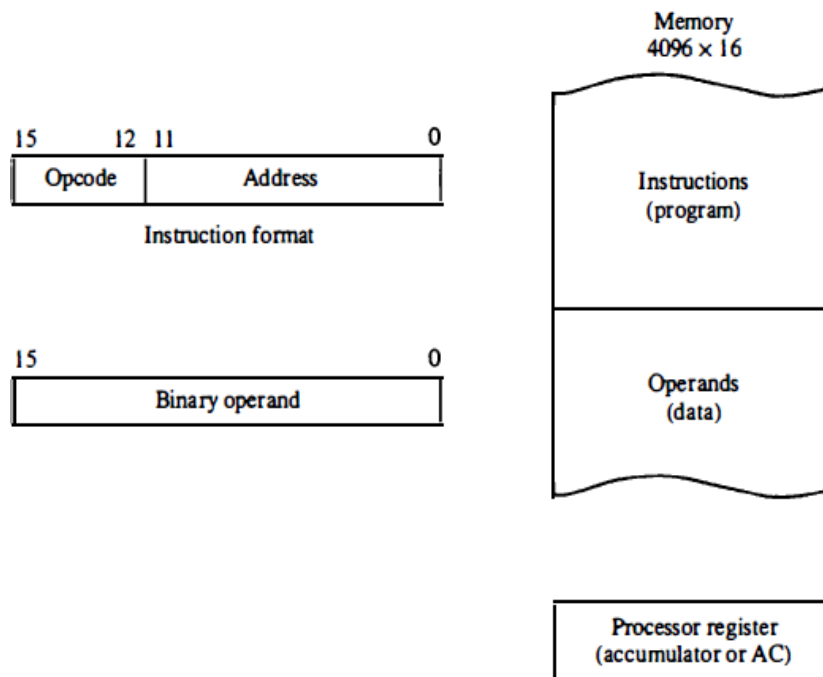 Memory
4096 × 16
15 12 11 0
Opcode Address
Instruction format
Instructions
(program)
15 0
Binary operand
Operands
(data)
Processor register
(accumulator or AC)